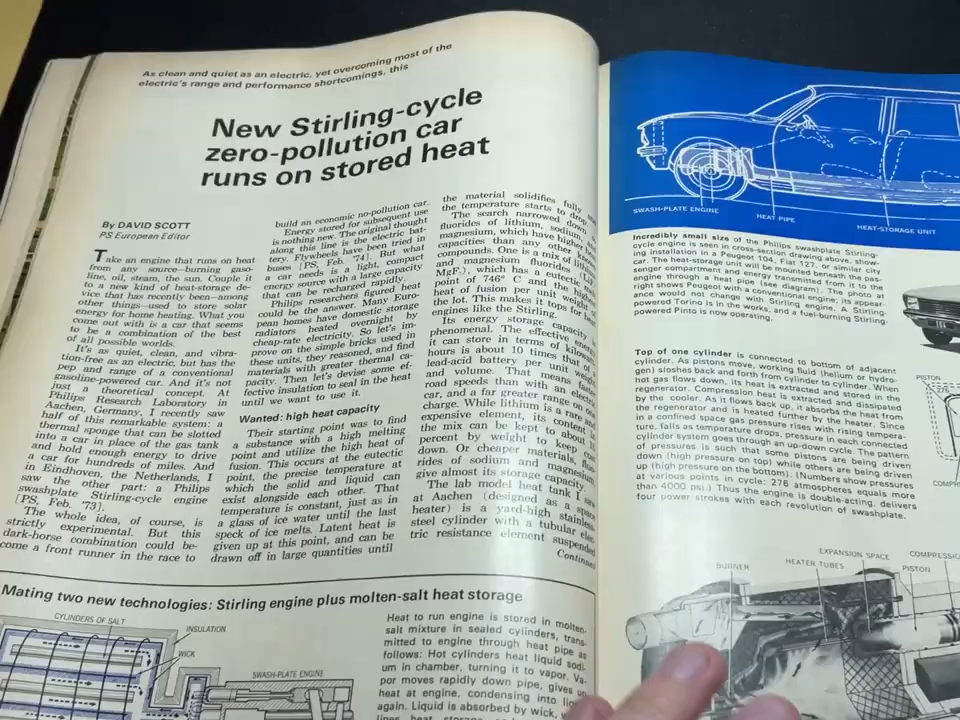 As clean and quiet as an electric, yet overcoming most of the
electric's range and performance shortcomings, this
New Stirling-cycle
zero-pollution car
runs on stored heat
By DAVID SCOTT
PS European Editor
Take an engine that runs on heat
from any source—burning gaso-
line, oil, steam, the sun. Couple it
to a new kind of heat-storage de-
vice that has recently been—among
other things—used to store solar
energy for home heating. What you
come out with is a car that seems
to be the combination of the best
of all possible worlds.
It's as quiet, clean, and vibra-
tion-free as an electric, but has the
pep and range of a conventional
gasoline-powered car. And it's not
just a theoretical concept. At
Philips Research Laboratory in
Aachen, Germany, I recently saw
half of this remarkable system: a
thermal sponge that can be slotted
into a car in place of the gas tank
and hold enough energy to drive
a car for hundreds of miles. And
in Eindhoven, the Netherlands, I
saw the other part: a Philips
swashplate Stirling-cycle engine
[PS, Feb. '73].
The whole idea, of course, is
strictly experimental. But this
dark-horse combination could be-
come a front runner in the race to
build an economic no-pollution car.
Energy stored for subsequent use
is nothing new. The original thought
along this line is the electric bat-
tery. Flywheels have been tried in
buses [PS, Feb. '74]. But what
a car needs is a light, compact
energy source with a large capacity
that can be recharged rapidly.
Philips researchers figured heat
could be the answer. Many Euro-
pean homes have domestic storage
radiators heated overnight by
cheap-rate electricity. So let's im-
prove on the simple bricks used in
these units, they reasoned, and find
materials with greater thermal ca-
pacity. Then let's devise some ef-
fective insulation to seal in the heat
until we want to use it.
Wanted: high heat capacity
Their starting point was to find
a substance with a high melting
point and utilize the high heat of
fusion. This occurs at the eutectic
point, the precise temperature at
which the solid and liquid can
exist alongside each other. That
temperature is constant, just as in
a glass of ice water until the last
speck of ice melts. Latent heat is
given up at this point, and can be
drawn off in large quantities until
the material solidifies fully and
the temperature starts to drop.
The search narrowed down
fluorides of lithium, sodium,
magnesium, which have higher
capacities than any other known
compounds. One is a mix of lithium
and magnesium fluorides (LiF
MgF₂), which has a eutectic
point of 746° C and the highest
heat of fusion per unit weight
the lot. This makes it tops for heat
engines like the Stirling.
Its energy storage capacity
phenomenal. The effective energy
it can store in terms of kilowatt-
hours is about 10 times that of
lead-acid battery per unit weight
and volume. That means faster
road speeds than with an electric
car, and a far greater range on
charge. While lithium is a rare and
expensive element, its content in
the mix can be kept to about
percent by weight to keep cost
down. Or cheaper materials, fluo-
rides of sodium and magnesium,
give almost its storage capacity.
The lab model heat tank I saw
at Aachen (designed as a space
heater) is a yard-high stainless
steel cylinder with a tubular elec-
tric resistance element suspended
Continued
Mating two new technologies: Stirling engine plus molten-salt heat storage
CYLINDERS OF SALT
INSULATION
WICK
SWASH-PLATE ENGINE
Heat to run engine is stored in molten-
salt mixture in sealed cylinders, trans-
mitted to engine through heat pipe as
follows: Hot cylinders heat liquid sodi-
um in chamber, turning it to vapor. Va-
por moves rapidly down pipe, gives up
heat at engine, condensing into liquid
again. Liquid is absorbed by wick,
SWASH-PLATE ENGINE
HEAT PIPE
HEAT-STORAGE UNIT
Incredibly small size of the Philips swashplate Stirling-
cycle engine is seen in cross-section drawing above, show-
ing installation in a Peugeot 104, Fiat 127, or similar city
car. The heat-storage unit will be mounted beneath the pas-
senger compartment and energy transmitted from it to the
engine through a heat pipe (see diagram). The photo at
right shows Peugeot with a conventional engine; its appear-
ance would not change with Stirling engine. A Stirling-
powered Torino is in the works, and a fuel-burning Stirling-
powered Pinto is now operating.
Top of one cylinder is connected to bottom of adjacent
cylinder. As pistons move, working fluid (helium or hydro-
gen) sloshes back and forth from cylinder to cylinder. When
hot gas flows down, its heat is extracted and stored in the
regenerator. Compression heat is extracted and dissipated
by the cooler. As it flows back up, it absorbs the heat from
the regenerator and is heated further by the heater. Since
in a confined space gas pressure rises with rising tempera-
ture, falls as temperature drops, pressure in each connected
cylinder system goes through an up-down cycle. The pattern
of pressures is such that some pistons are being driven
down (high pressure on top) while others are being driven
up (high pressure on the bottom). (Numbers show pressures
at various points in cycle: 276 atmospheres equals more
than 4000 psi.) Thus the engine is double-acting, delivers
four power strokes with each revolution of swashplate.
PISTON
276
BURNER
HEATER TUBES
EXPANSION SPACE
PISTON